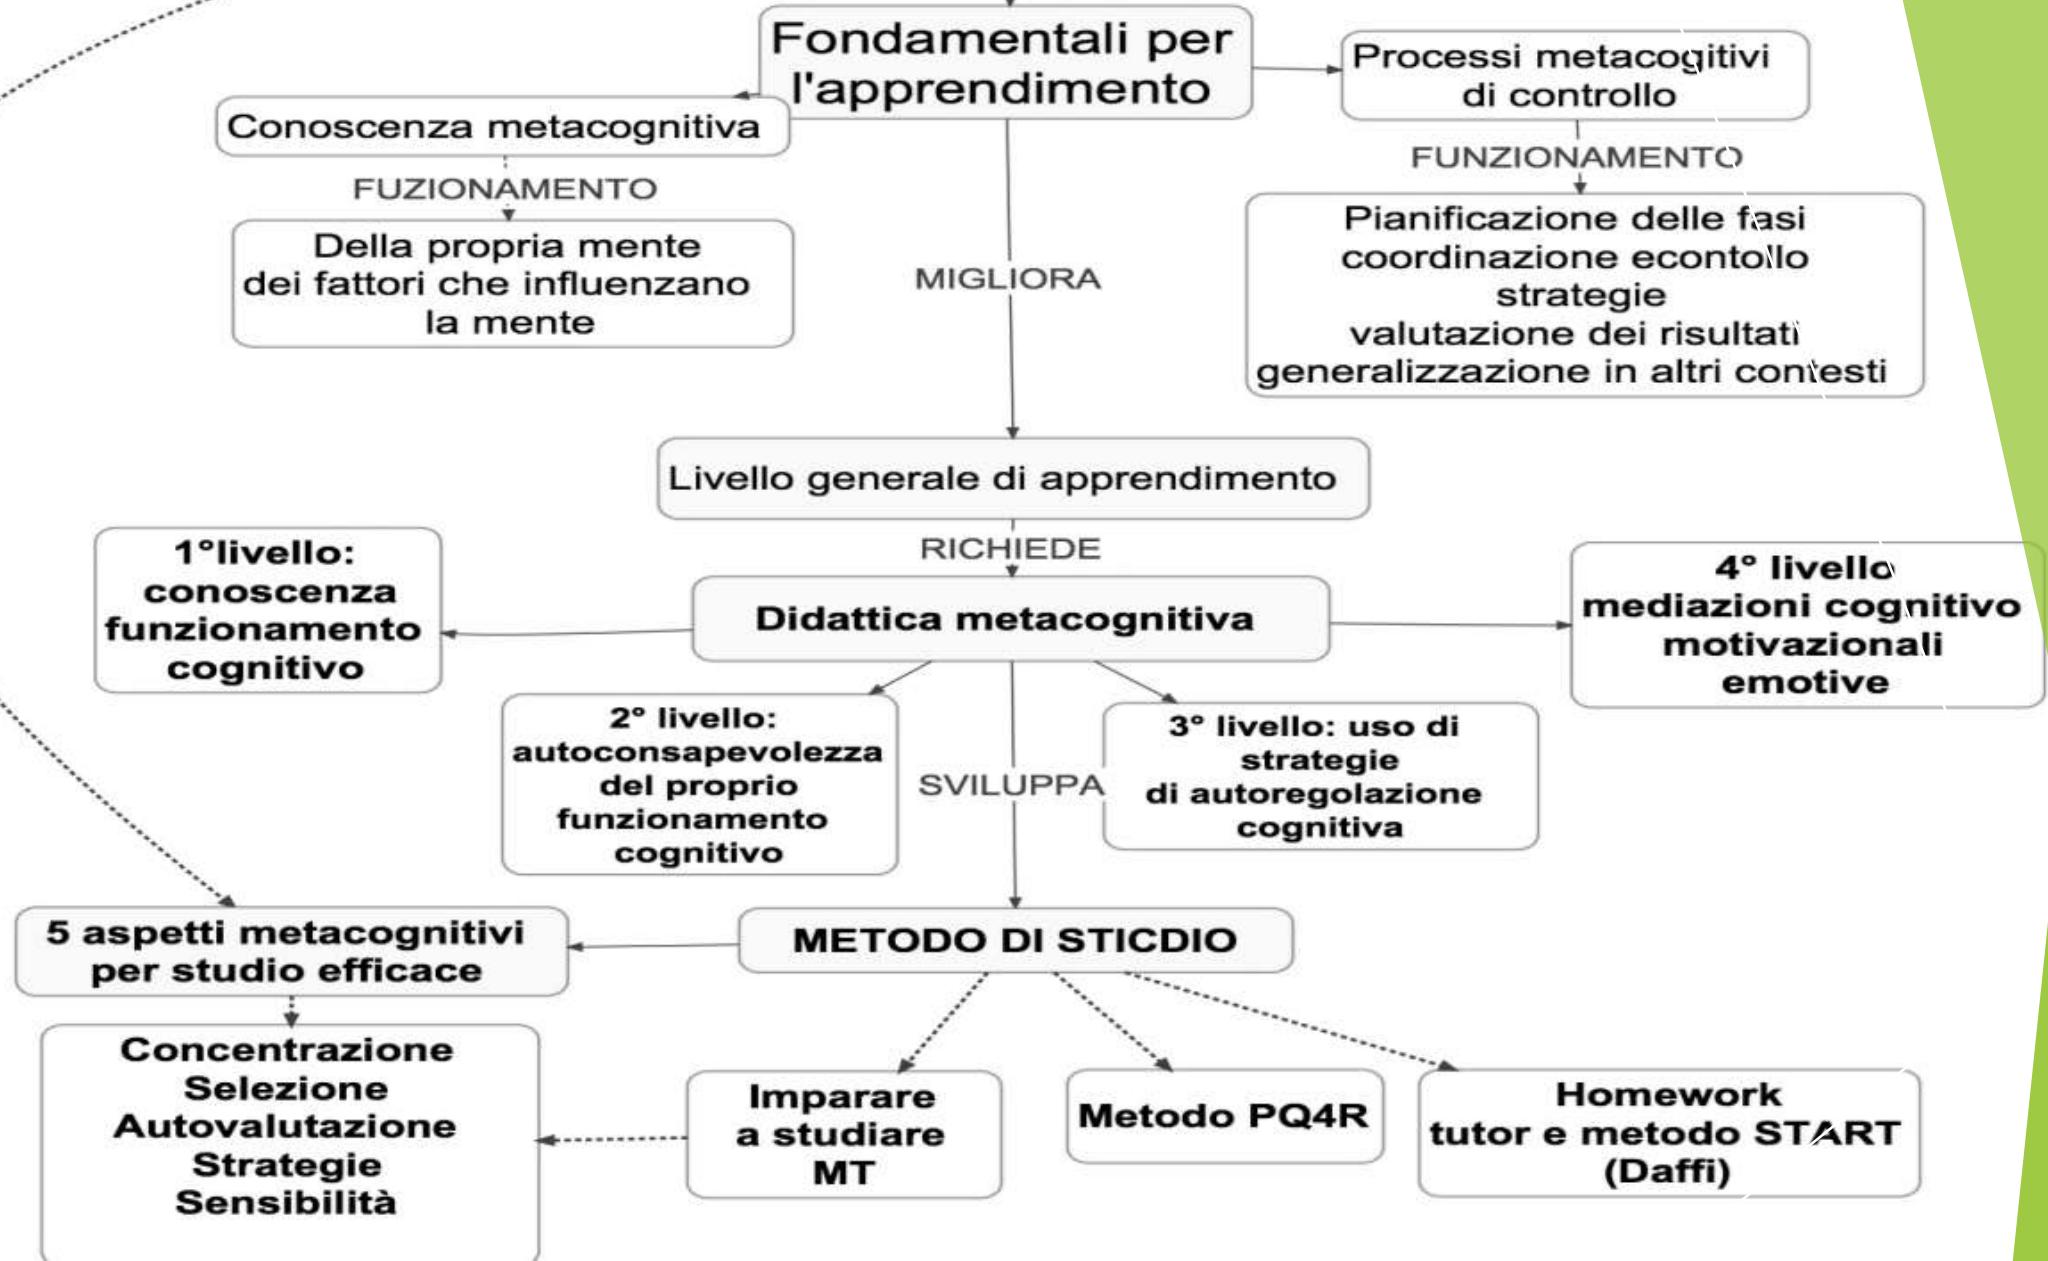 Fondamentali per
l'apprendimento
Processi metacogitivi
di controllo
Conoscenza metacognitiva
FUNZIONAMENTO
FUZIONAMENTO
Della propria mente
dei fattori che influenzano
la mente
Pianificazione delle fasi
coordinazione econtollo
strategie
valutazione dei risultati
generalizzazione in altri contesti
MIGLIORA
Livello generale di apprendimento
RICHIEDE
1°livello:
conoscenza
funzionamento
cognitivo
Didattica metacognitiva
4° livello
mediazioni cognitivo
motivazionali
emotive
2° livello:
autoconsapevolezza
del proprio
funzionamento
cognitivo
SVILUPPA
3° livello: uso di
strategie
di autoregolazione
cognitiva
5 aspetti metacognitivi
per studio efficace
METODO DI STICDIO
Concentrazione
Selezione
Autovalutazione
Strategie
Sensibilità
Imparare
a studiare
MT
Metodo PQ4R
Homework
tutor e metodo START
(Daffi)